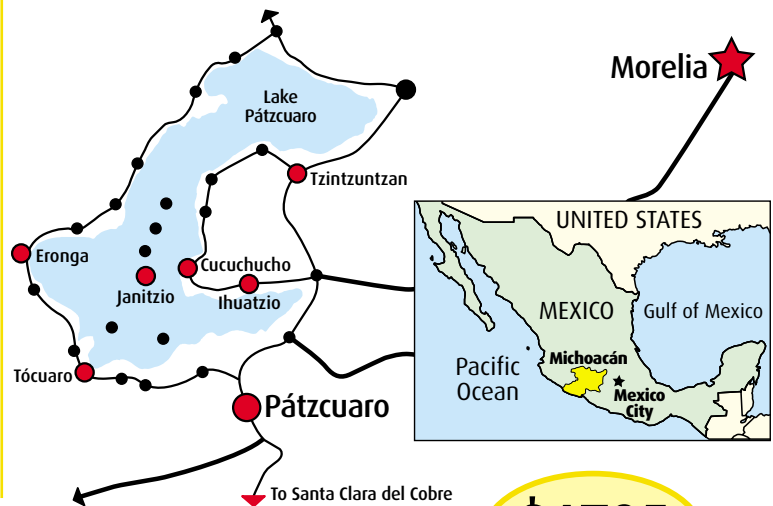 Morelia
Lake
Pátzcuaro
Tzintzuntzan
Eronga
Cucuchucho
Janitzio
Ihuatzio
Tócuaro
Pátzcuaro
To Santa Clara del Cobre
UNITED STATES
MEXICO
Gulf of Mexico
Pacific
Ocean
Michoacán
Mexico
City